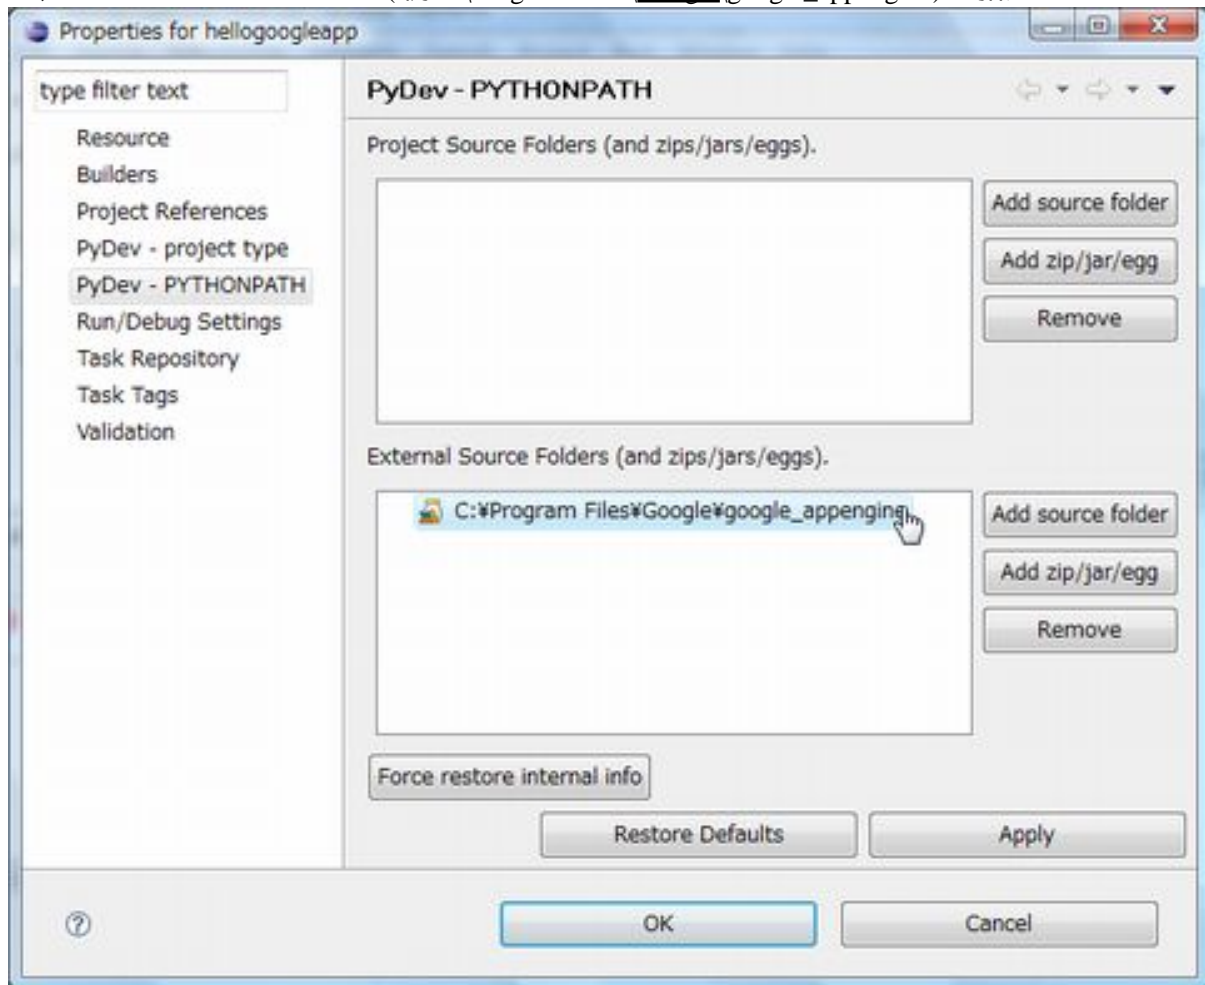 Properties for hellogoogleapp
type filter text
Resource
Builders
Project References
PyDev - project type
PyDev - PYTHONPATH
Run/Debug Settings
Task Repository
Task Tags
Validation
PyDev - PYTHONPATH
Project Source Folders (and zips/jars/eggs).
Add source folder
Add zip/jar/egg
Remove
External Source Folders (and zips/jars/eggs).
C:¥Program Files¥Google¥google_appengine
Add source folder
Add zip/jar/egg
Remove
Force restore internal info
Restore Defaults
Apply
OK
Cancel